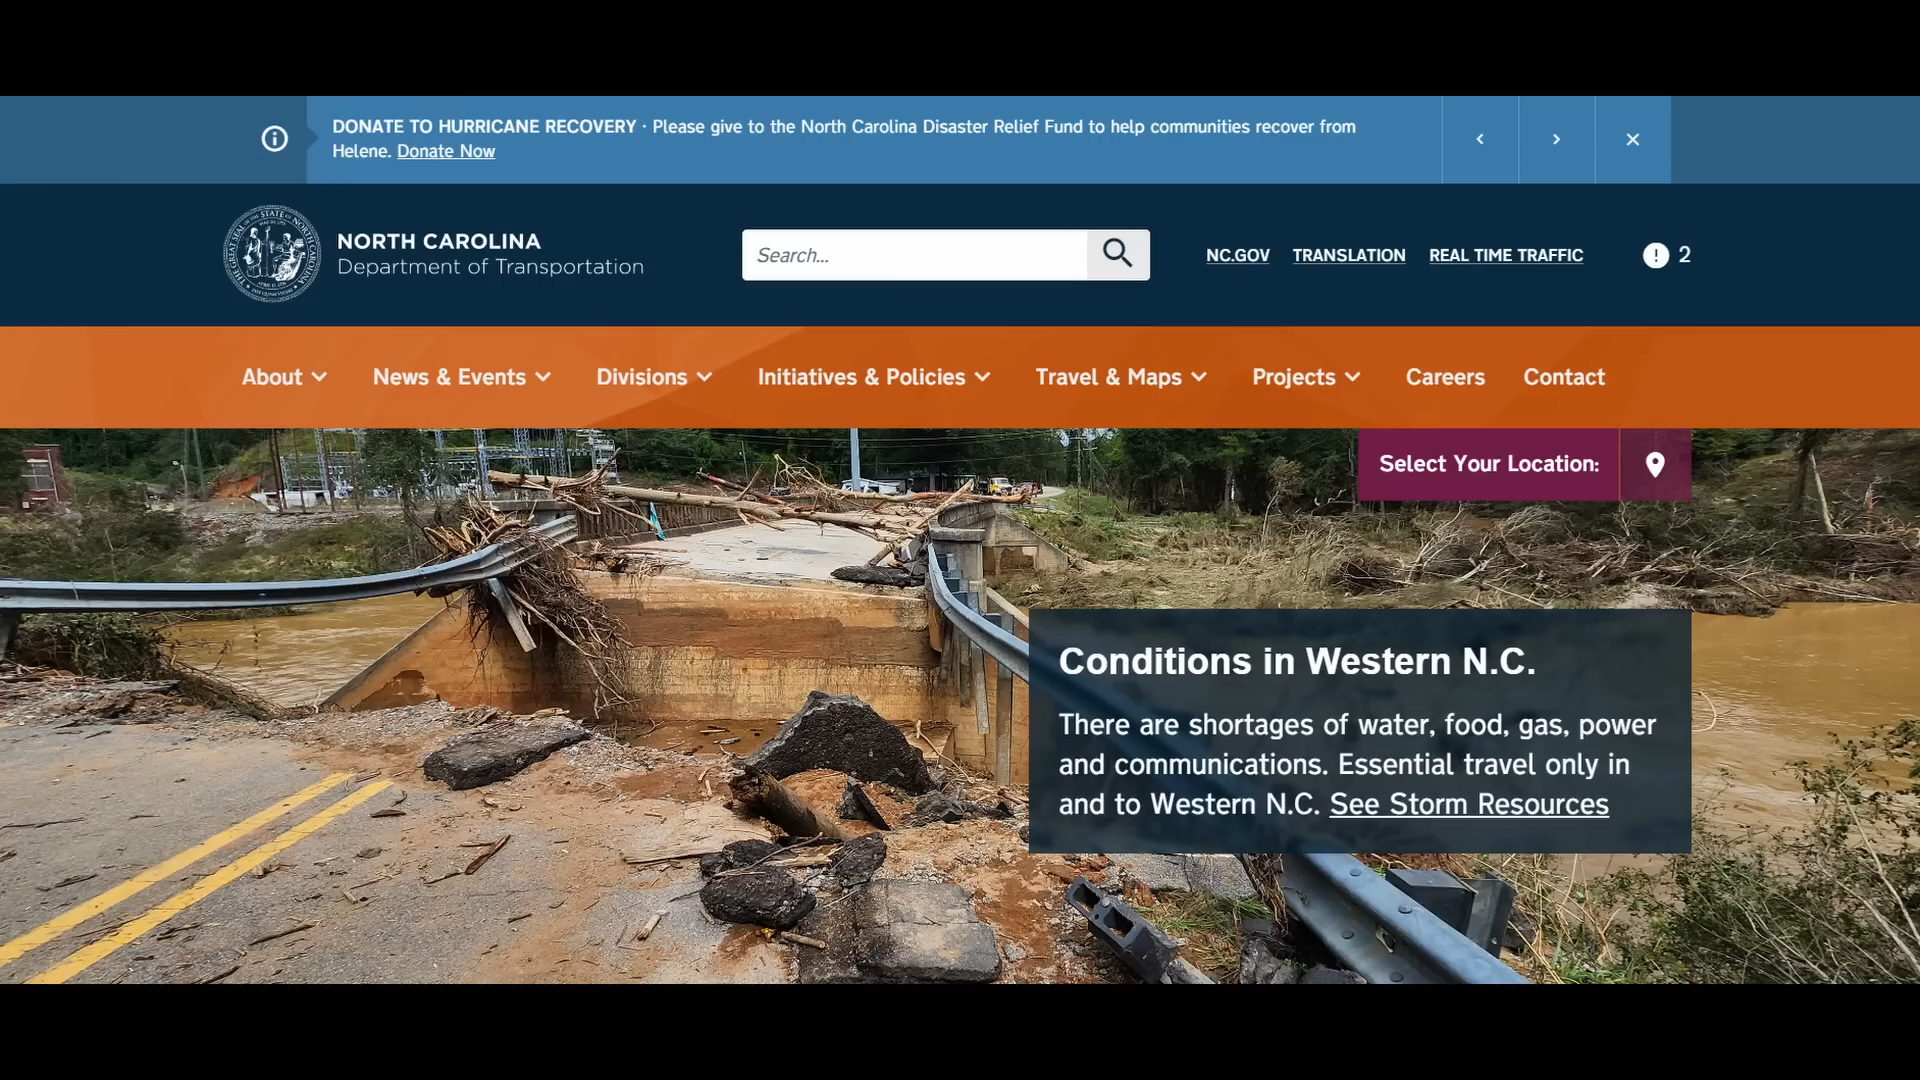 DONATE TO HURRICANE RECOVERY · Please give to the North Carolina Disaster Relief Fund to help communities recover from
Helene. Donate Now
NORTH CAROLINA
Department of Transportation
Search...
NC.GOV
TRANSLATION
REAL TIME TRAFFIC
2
About
News & Events
Divisions
Initiatives & Policies
Travel & Maps
Projects
Careers
Contact
Select Your Location:
Conditions in Western N.C.
There are shortages of water, food, gas, power
and communications. Essential travel only in
and to Western N.C. See Storm Resources